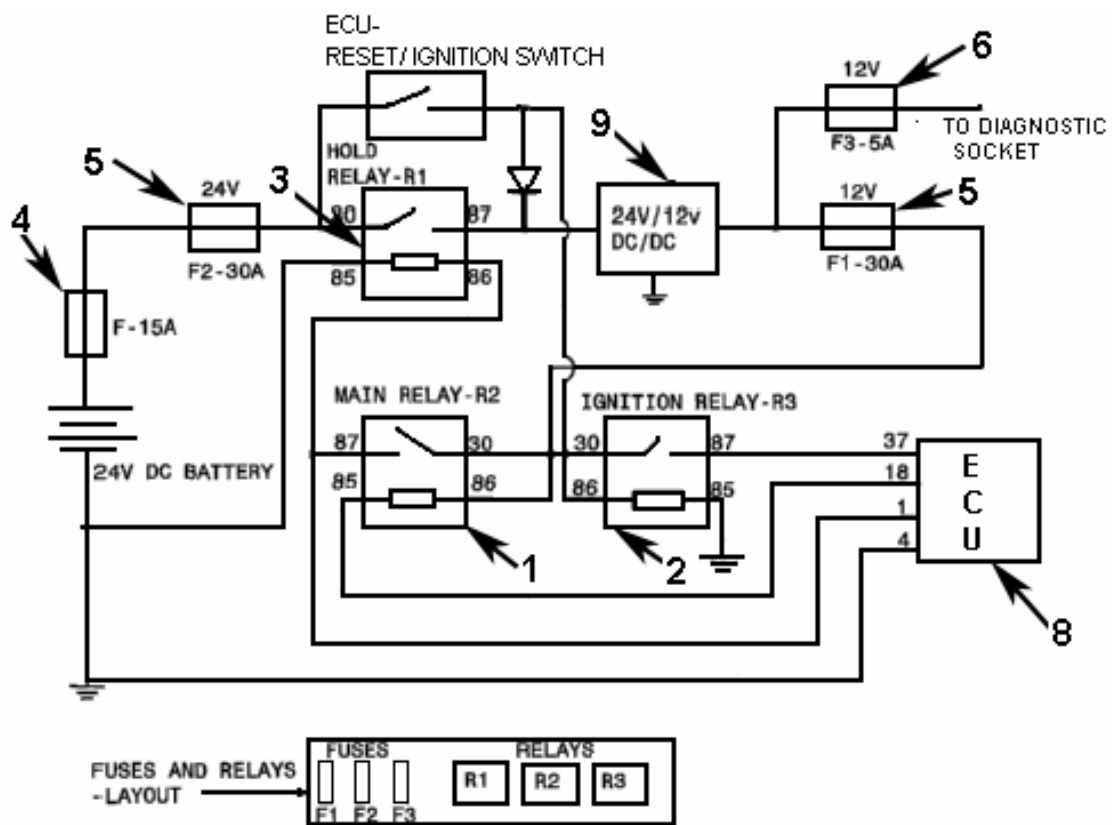 ECU-
RESET/IGNITION SWITCH
6
12V
9
F3-5A
TO DIAGNOSTIC
SOCKET
HOLD
RELAY-R1
5
3
24V
4
30
87
24V/12v
DC/DC
12V
5
F2-30A
85
86
F1-30A
F-15A
MAIN RELAY-R2
IGNITION RELAY-R3
87
30
30
87
37
24V DC BATTERY
85
86
86
85
18
1
4
ECU
1
2
8
FUSES
RELAYS
FUSES AND RELAYS
-LAYOUT
R1
R2
R3
F1
F2
F3